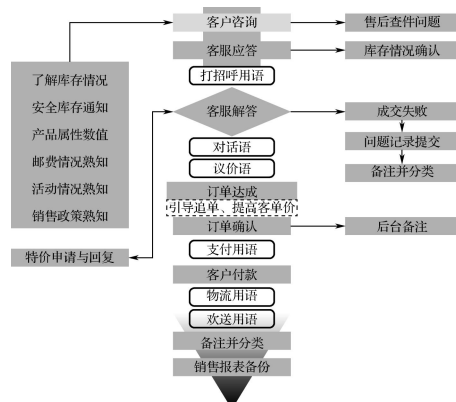 客户咨询
售后查件问题
客服应答
库存情况确认
打招呼用语
了解库存情况
安全库存通知
产品属性数值
邮费情况熟知
活动情况熟知
销售政策熟知
客服解答
成交失败
问题记录提交
备注并分类
对话语
议价语
订单达成
引导追单、提高客单价
订单确认
后台备注
支付用语
特价申请与回复
客户付款
物流用语
欢送用语
备注并分类
销售报表备份